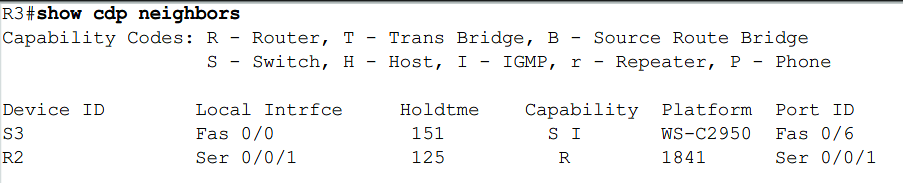 R3#show cdp neighbors
Capability Codes: R - Router, T - Trans Bridge, B - Source Route Bridge
S - Switch, H - Host, I - IGMP, r - Repeater, P - Phone
Device ID Local Intrfce Holdtme Capability Platform Port ID
S3 Fas 0/0 151 S I WS-C2950 Fas 0/6
R2 Ser 0/0/1 125 R 1841 Ser 0/0/1